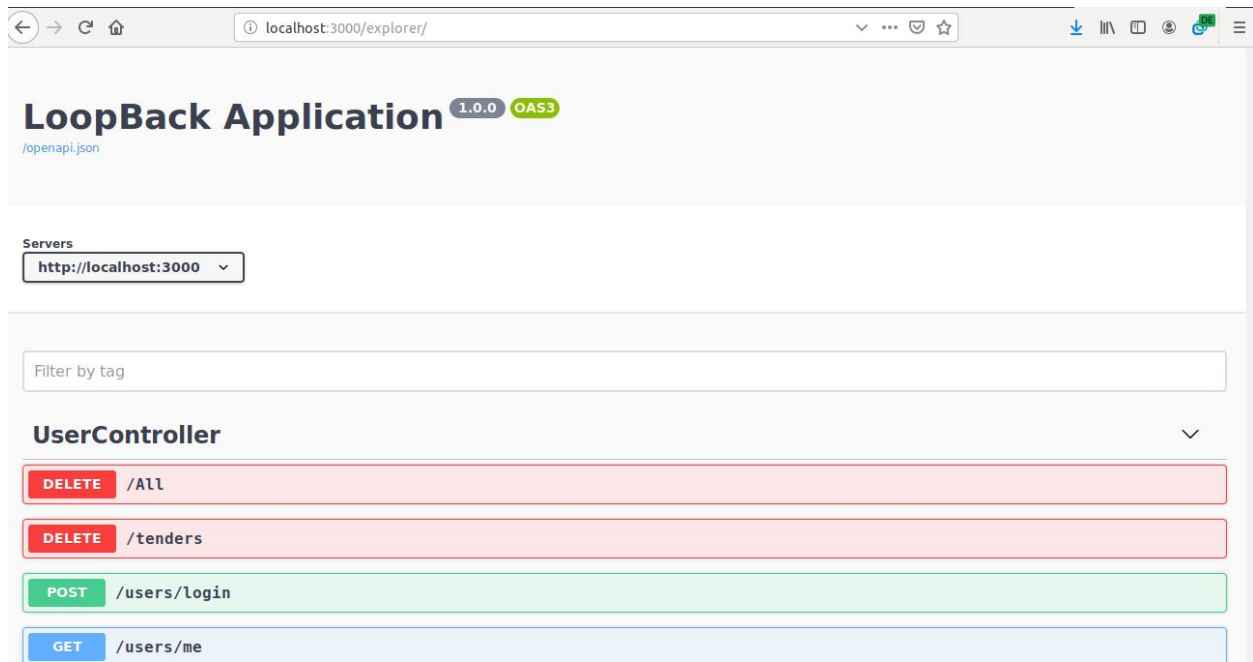 DE
localhost:3000/explorer/
LoopBack Application 1.0.0 OAS3
/openapi.json
Servers
http://localhost:3000
Filter by tag
UserController
DELETE /All
DELETE /tenders
POST /users/login
GET /users/me